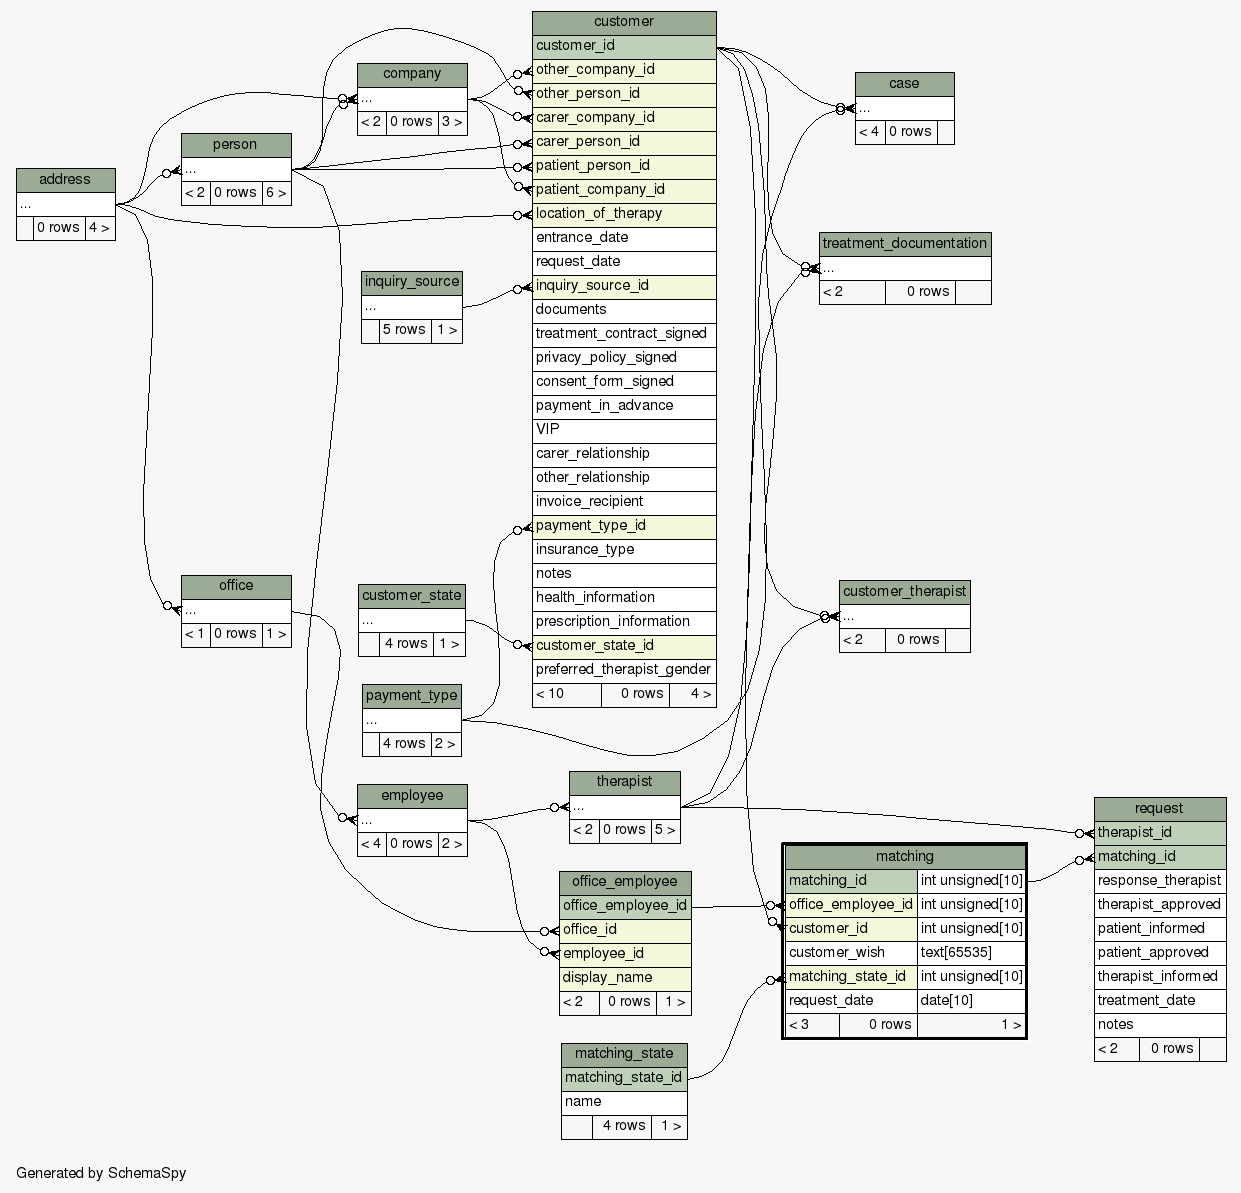 customer
customer_id
other_company_id
other_person_id
carer_company_id
carer_person_id
patient_person_id
patient_company_id
location_of_therapy
entrance_date
request_date
inquiry_source_id
documents
treatment_contract_signed
privacy_policy_signed
consent_form_signed
payment_in_advance
VIP
carer_relationship
other_relationship
invoice_recipient
payment_type_id
insurance_type
notes
health_information
prescription_information
customer_state_id
preferred_therapist_gender
< 10 0 rows 4 >
company
...
< 2 0 rows 3 >
person
...
< 2 0 rows 6 >
address
...
0 rows 4 >
inquiry_source
...
5 rows 1 >
case
...
< 4 0 rows
treatment_documentation
...
< 2 0 rows
office
...
< 1 0 rows 1 >
customer_state
...
4 rows 1 >
customer_therapist
...
< 2 0 rows
payment_type
...
4 rows 2 >
employee
...
< 4 0 rows 2 >
therapist
...
< 2 0 rows 5 >
request
therapist_id
matching_id
response_therapist
therapist_approved
patient_informed
patient_approved
therapist_informed
treatment_date
notes
< 2 0 rows
matching
matching_id int unsigned[10]
office_employee_id int unsigned[10]
customer_id int unsigned[10]
customer_wish text[65535]
matching_state_id int unsigned[10]
request_date date[10]
< 3 0 rows 1 >
office_employee
office_employee_id
office_id
employee_id
display_name
< 2 0 rows 1 >
matching_state
matching_state_id
name
4 rows 1 >
Generated by SchemaSpy